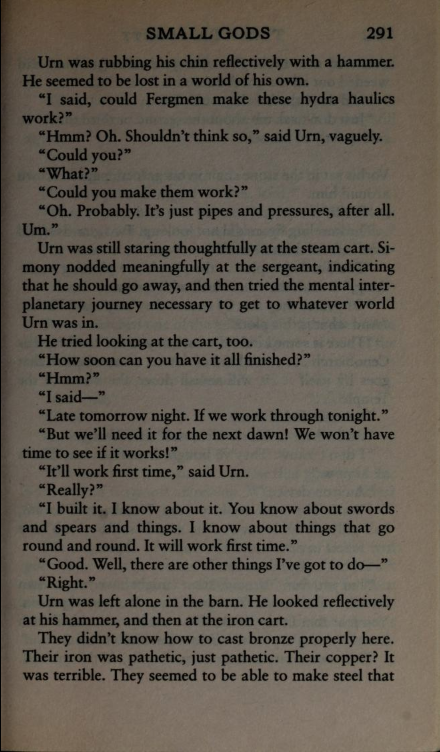 SMALL GODS 291
Urn was rubbing his chin reflectively with a hammer.
He seemed to be lost in a world of his own.
“I said, could Fergmen make these hydra haulics
work?”
“Hmm? Oh. Shouldn’t think so,” said Urn, vaguely.
“Could you?”
“What?”
“Could you make them work?”
“Oh. Probably. It’s just pipes and pressures, after all.
Um.”
Urn was still staring thoughtfully at the steam cart. Si-
mony nodded meaningfully at the sergeant, indicating
that he should go away, and then tried the mental inter-
planetary journey necessary to get to whatever world
Urn was in.
He tried looking at the cart, too.
“How soon can you have it all finished?”
“Hmm?”
“I said—”
“Late tomorrow night. If we work through tonight.”
“But we’ll need it for the next dawn! We won’t have
time to see if it works!”
“It’ll work first time,” said Urn.
“Really?”
“I built it. I know about it. You know about swords
and spears and things. I know about things that go
round and round. It will work first time.”
“Good. Well, there are other things I’ve got to do—”
“Right.”
Urn was left alone in the barn. He looked reflectively
at his hammer, and then at the iron cart.
They didn’t know how to cast bronze properly here.
Their iron was pathetic, just pathetic. Their copper? It
was terrible. They seemed to be able to make steel that